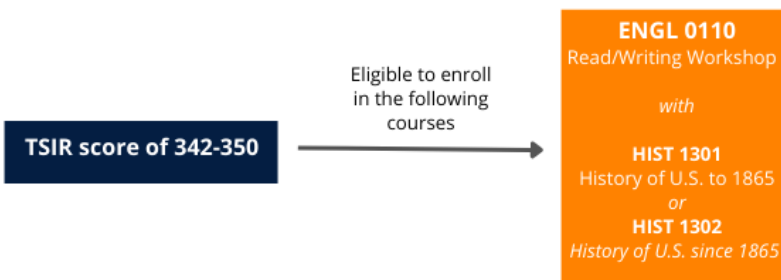 TSIR score of 342-350
Eligible to enroll
in the following
courses
ENGL 0110
Read/Writing Workshop
with
HIST 1301
History of U.S. to 1865
or
HIST 1302
History of U.S. since 1865